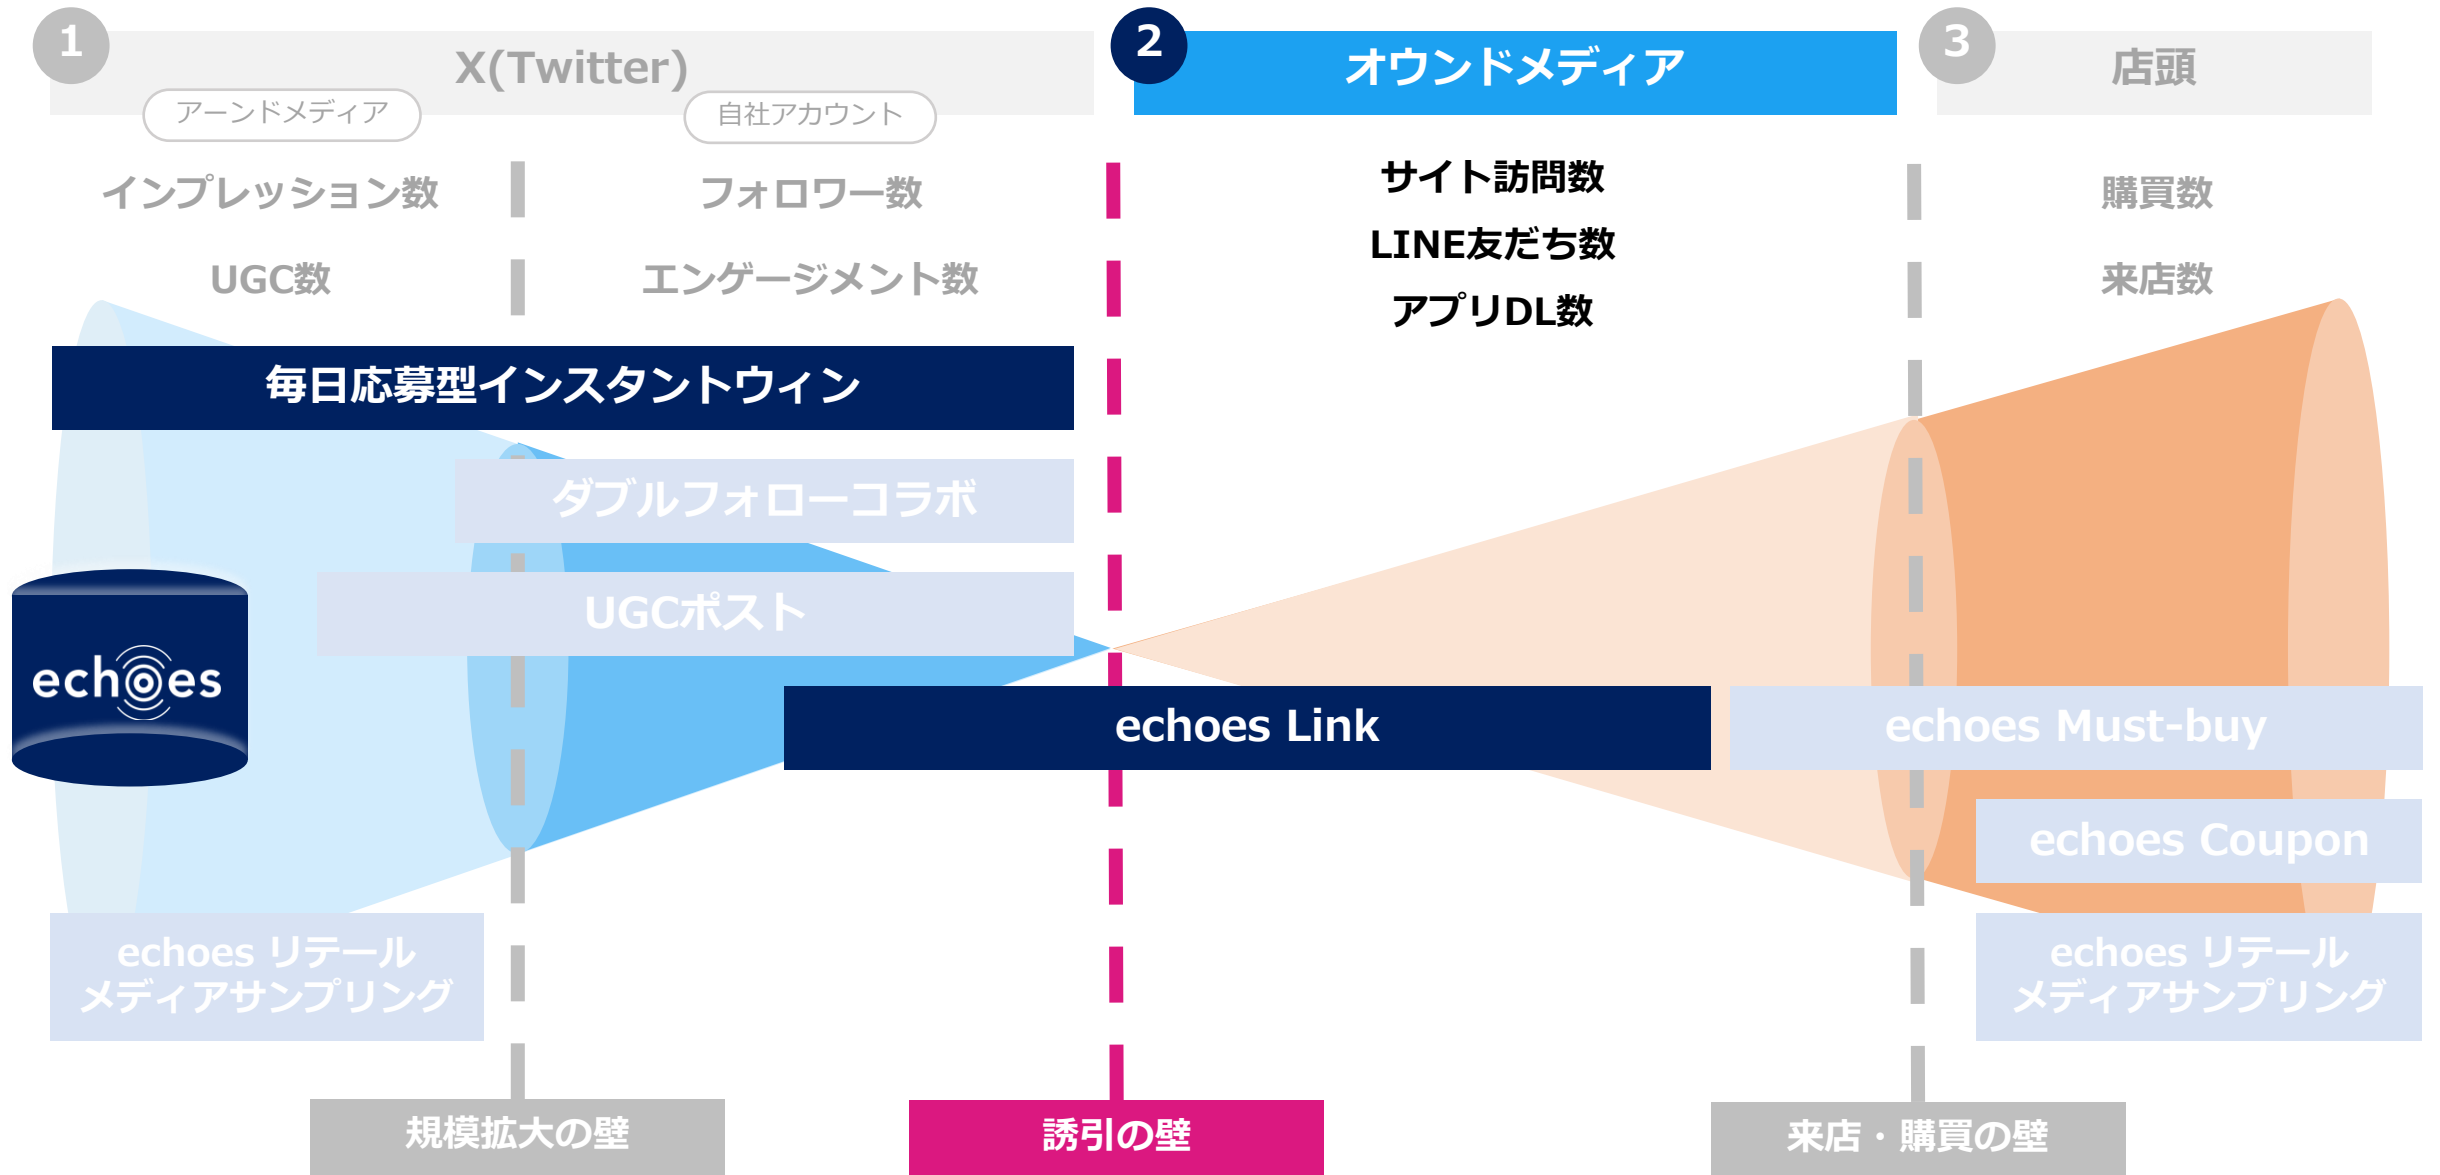 1
X(Twitter)
アーンドメディア
自社アカウント
インプレッション数
フォロワー数
UGC数
エンゲージメント数
2
オウンドメディア
サイト訪問数
LINE友だち数
アプリDL数
3
店頭
購買数
来店数
毎日応募型インスタントウィン
ダブルフォローコラボ
UGCポスト
echoes
echoes Link
echoes Must-buy
echoes Coupon
echoes リテール
メディアサンプリング
echoes リテール
メディアサンプリング
規模拡大の壁
誘引の壁
来店・購買の壁